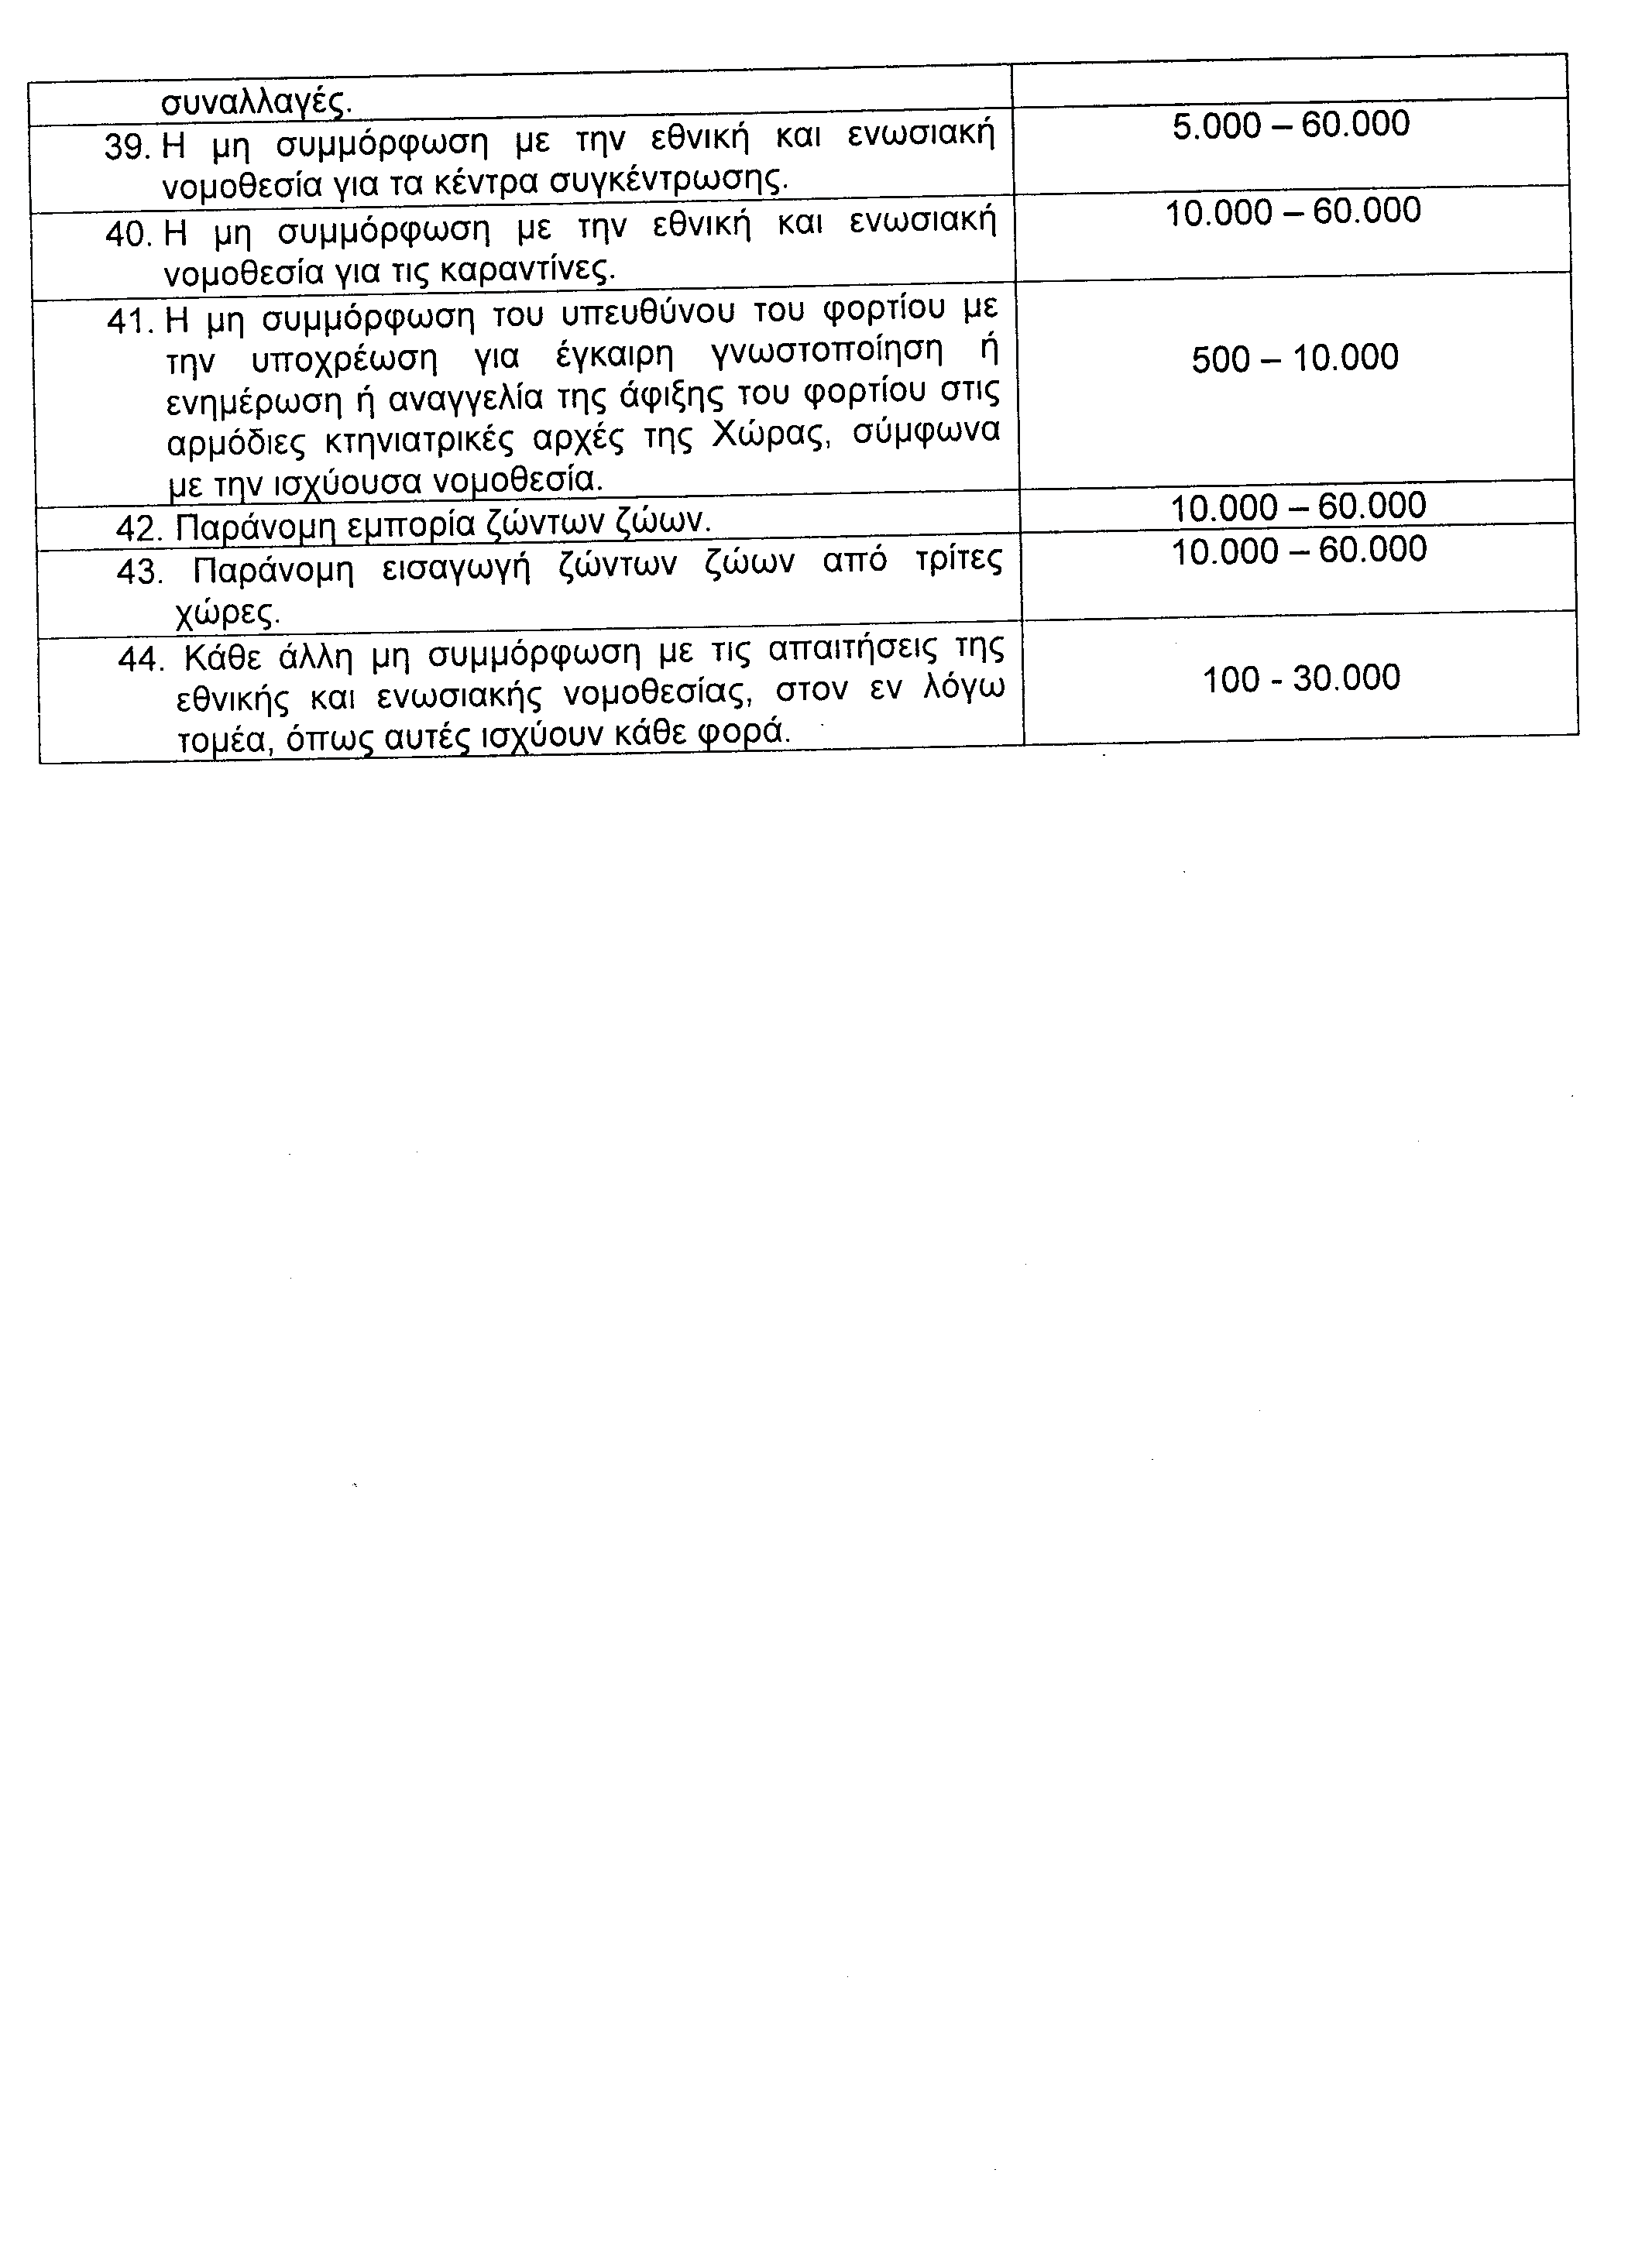 συναλλαγές.
39. Η μη συμμόρφωση με την εθνική και ενωσιακή
νομοθεσία για τα κέντρα συγκέντρωσης.
5.000 – 60.000
40. Η μη συμμόρφωση με την εθνική και ενωσιακή
νομοθεσία για τις καραντίνες.
10.000 – 60.000
41. Η μη συμμόρφωση του υπευθύνου του φορτίου με
την υποχρέωση για έγκαιρη γνωστοποίηση ή
ενημέρωση ή αναγγελία της άφιξης του φορτίου στις
αρμόδιες κτηνιατρικές αρχές της Χώρας, σύμφωνα
με την ισχύουσα νομοθεσία.
500 – 10.000
42. Παράνομη εμπορία ζώντων ζώων.
10.000 – 60.000
43. Παράνομη εισαγωγή ζώντων ζώων από τρίτες
χώρες.
10.000 – 60.000
44. Κάθε άλλη μη συμμόρφωση με τις απαιτήσεις της
εθνικής και ενωσιακής νομοθεσίας, στον εν λόγω
τομέα, όπως αυτές ισχύουν κάθε φορά.
100 - 30.000